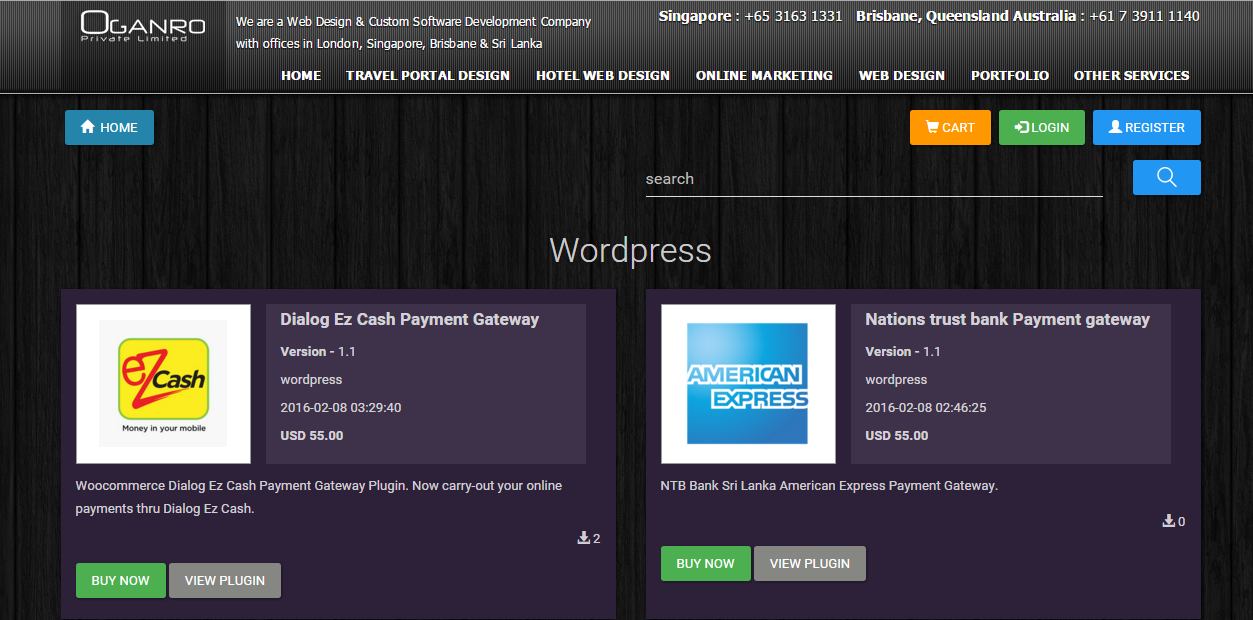 OGANRO
Private Limited
We are a Web Design & Custom Software Development Company
with offices in London, Singapore, Brisbane & Sri Lanka
Singapore : +65 3163 1331 Brisbane, Queensland Australia : +61 7 3911 1140
HOME TRAVEL PORTAL DESIGN HOTEL WEB DESIGN ONLINE MARKETING WEB DESIGN PORTFOLIO OTHER SERVICES
HOME CART LOGIN REGISTER
search
Wordpress
eZ Cash
Money in your mobile
Dialog Ez Cash Payment Gateway
Version - 1.1
wordpress
2016-02-08 03:29:40
USD 55.00
Woocommerce Dialog Ez Cash Payment Gateway Plugin. Now carry-out your online
payments thru Dialog Ez Cash.
2
BUY NOW VIEW PLUGIN
AMERICAN
EXPRESS
Nations trust bank Payment gateway
Version - 1.1
wordpress
2016-02-08 02:46:25
USD 55.00
NTB Bank Sri Lanka American Express Payment Gateway.
0
BUY NOW VIEW PLUGIN